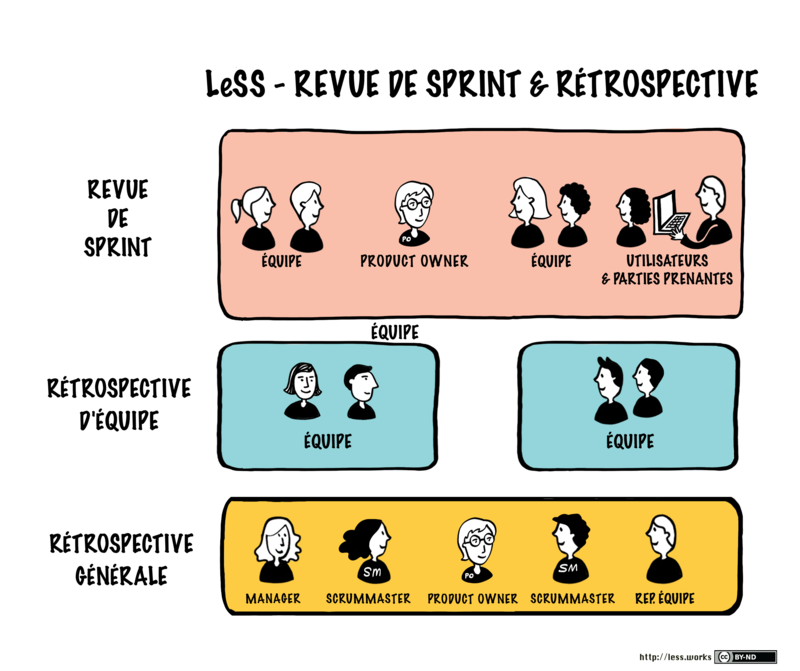 LeSS - REVUE DE SPRINT & RÉTROSPECTIVE
REVUE
DE
SPRINT
PO
ÉQUIPE
PRODUCT OWNER
ÉQUIPE
UTILISATEURS
& PARTIES PRENANTES
ÉQUIPE
RÉTROSPECTIVE
D'ÉQUIPE
ÉQUIPE
ÉQUIPE
RÉTROSPECTIVE
GÉNÉRALE
SM
PO
SM
MANAGER
SCRUMMASTER
PRODUCT OWNER
SCRUMMASTER
REP. ÉQUIPE
http://less.works
cc BY-ND